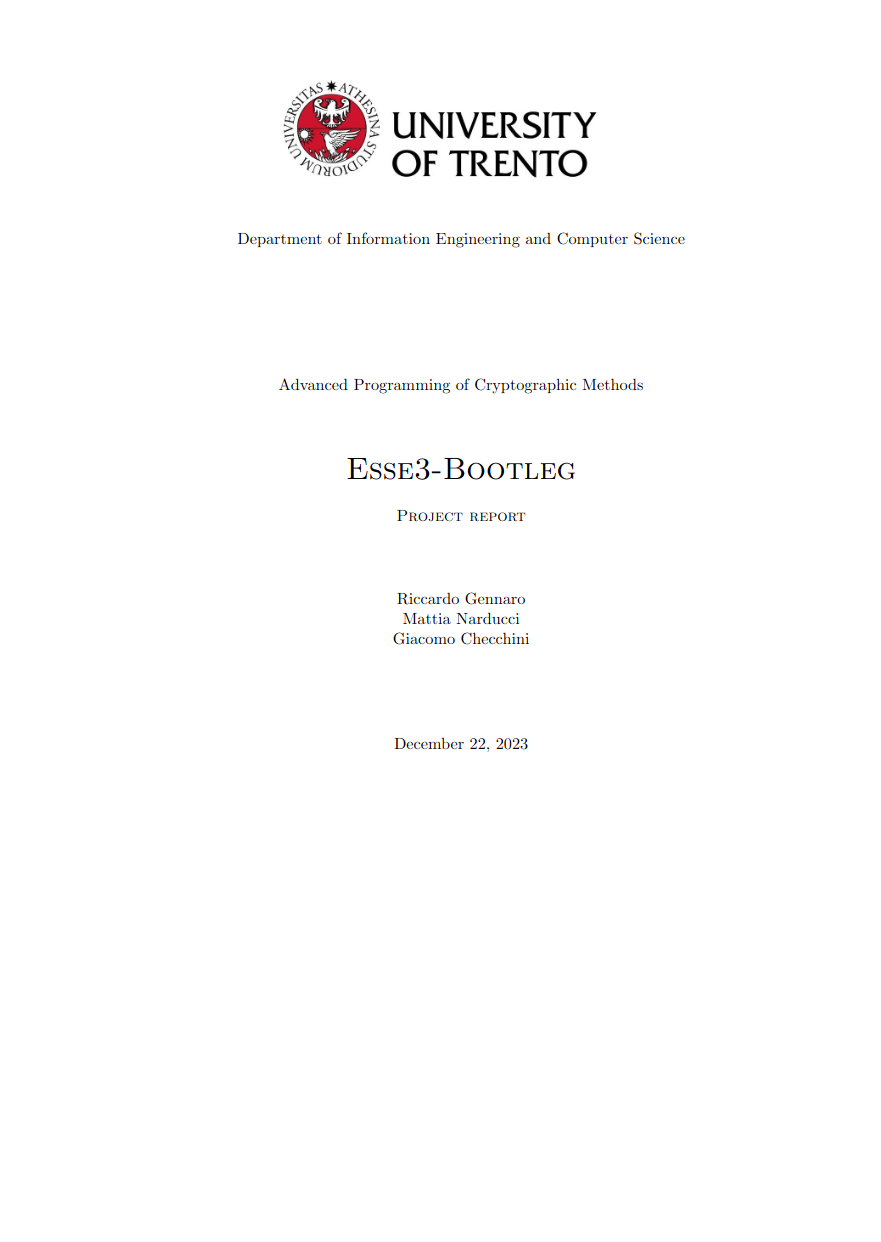 UNIVERSITAS ATHESINA STUDIORUM
UNIVERSITY
OF TRENTO
Department of Information Engineering and Computer Science
Advanced Programming of Cryptographic Methods
Esse3-Bootleg
Project report
Riccardo Gennaro
Mattia Narducci
Giacomo Checchini
December 22, 2023